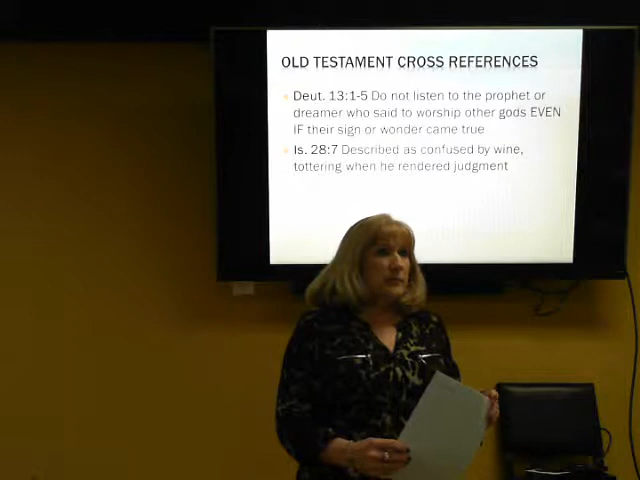 OLD TESTAMENT CROSS REFERENCES
Deut. 13:1-5 Do not listen to the prophet or
dreamer who said to worship other gods EVEN
IF their sign or wonder came true
Is. 28:7 Described as confused by wine,
tottering when he rendered judgment